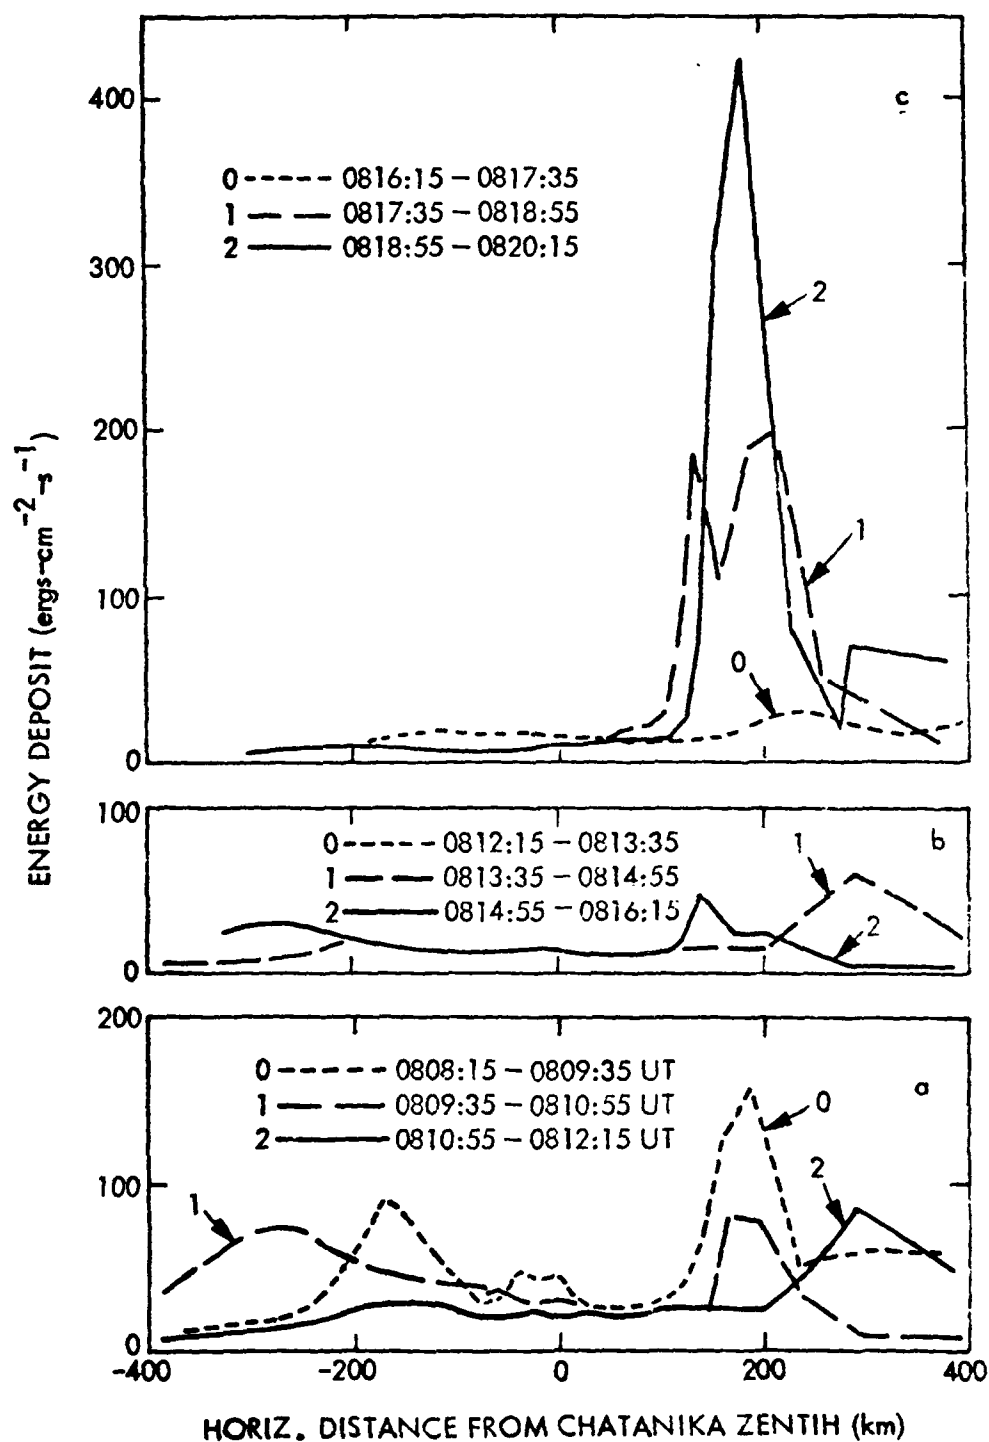 c
400
0 ----- 0816:15 – 0817:35
1 — — 0817:35 – 0818:55
2 —— 0818:55 – 0820:15
300
2
200
1
100
0
0
ENERGY DEPOSIT (ergs-cm⁻²-s⁻¹)
100
b
0 ----- 0812:15 – 0813:35
1 — — 0813:35 – 0814:55
2 —— 0814:55 – 0816:15
1
2
0
200
a
0 ----- 0808:15 – 0809:35 UT
1 — — 0809:35 – 0810:55 UT
2 —— 0810:55 – 0812:15 UT
0
2
1
100
0
-400 -200 0 200 400
HORIZ. DISTANCE FROM CHATANIKA ZENTIH (km)